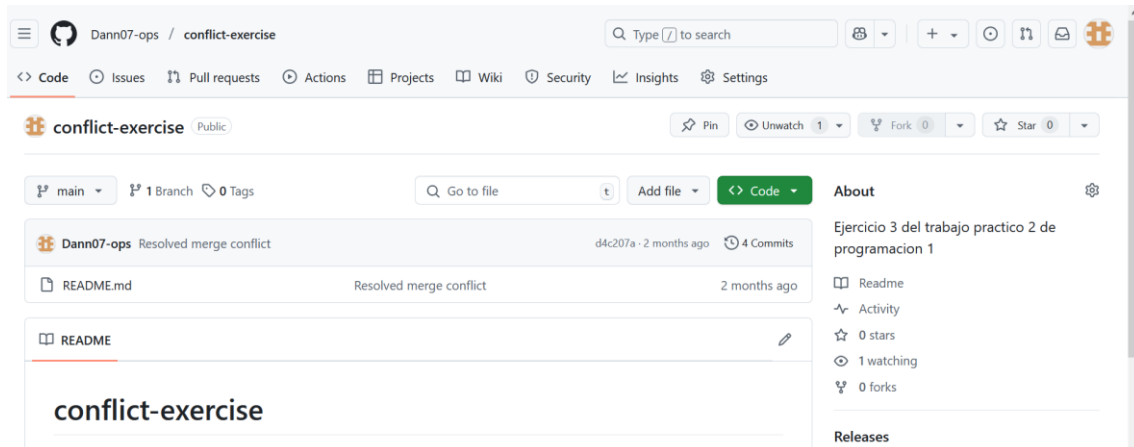 Dann07-ops / conflict-exercise
Type / to search
Code Issues Pull requests Actions Projects Wiki Security Insights Settings
conflict-exercise Public
Pin Unwatch 1 Fork 0 Star 0
main 1 Branch 0 Tags Go to file t Add file Code
About
Dann07-ops Resolved merge conflict d4c207a · 2 months ago 4 Commits
Ejercicio 3 del trabajo practico 2 de
programacion 1
README.md Resolved merge conflict 2 months ago
Readme
Activity
0 stars
1 watching
0 forks
README
conflict-exercise
Releases